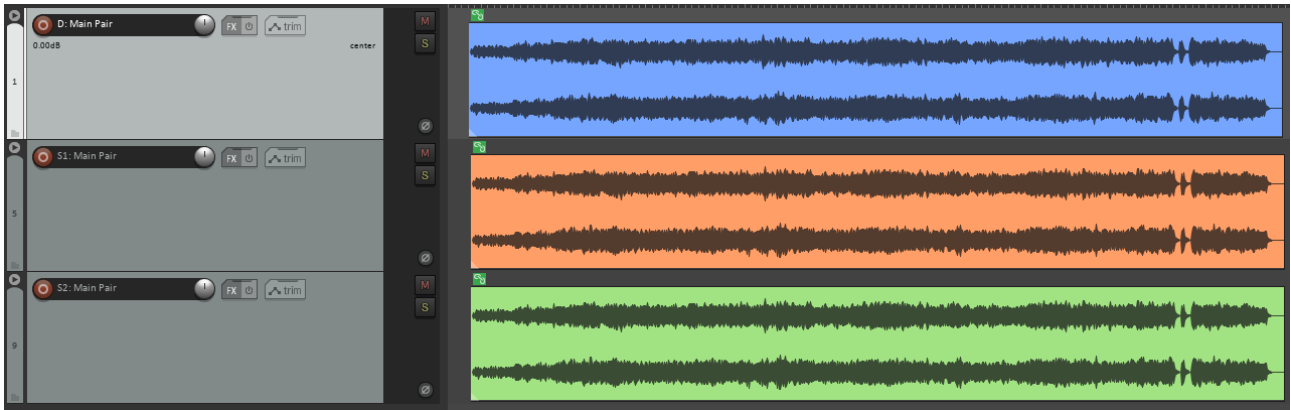 D: Main Pair FX trim M
0.00dB center S
1
S1: Main Pair FX trim M
S
5
S2: Main Pair FX trim M
S
9